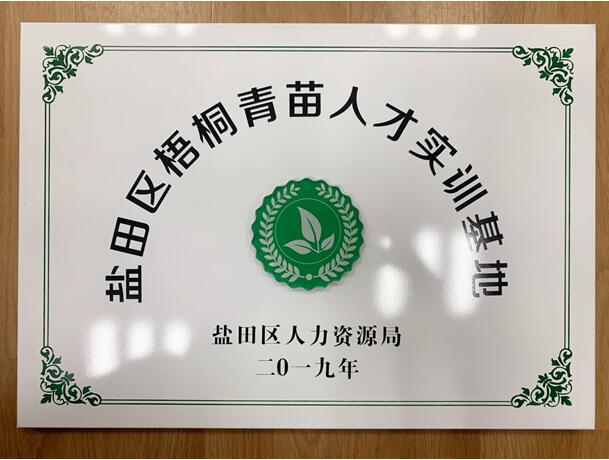 盐田区梧桐青苗人才实训基地
盐田区人力资源局
二0一九年